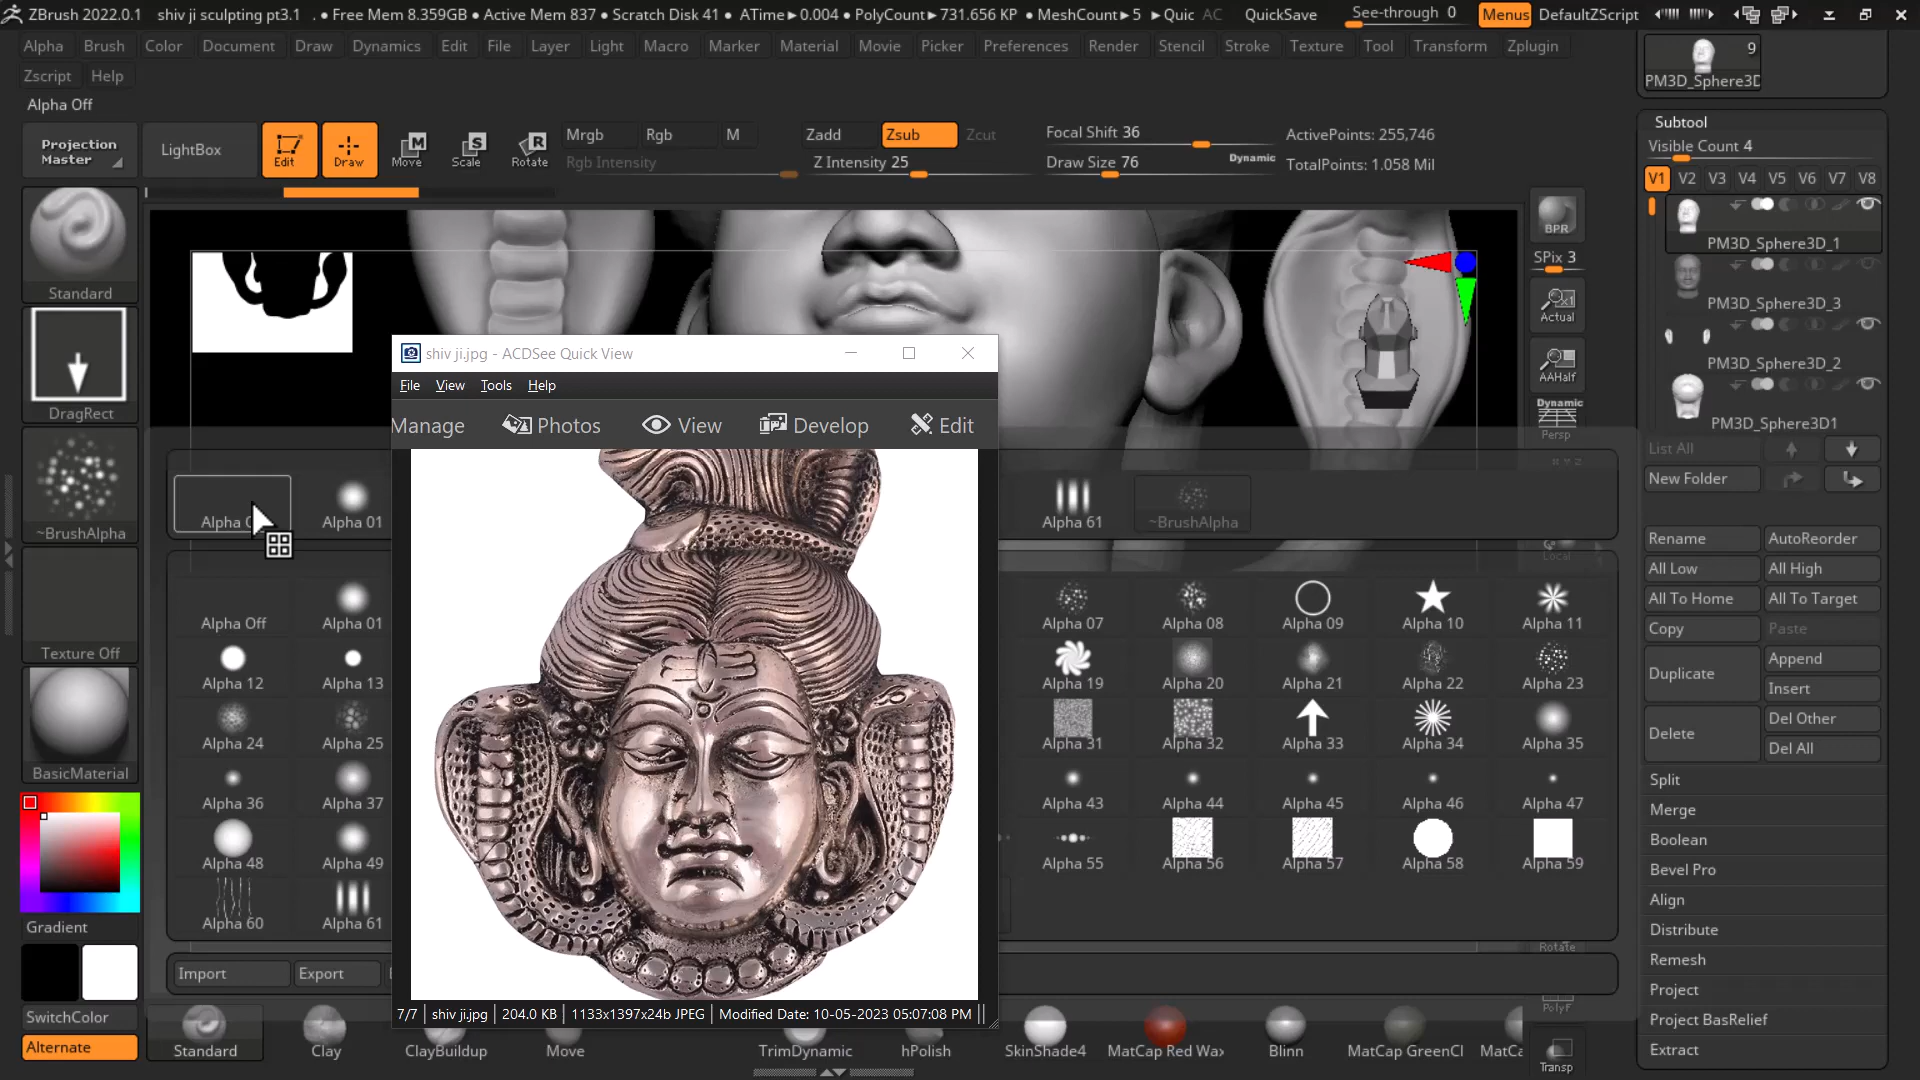 ZBrush 2022.0.1 shiv ji sculpting pt3.1 . ● Free Mem 8.359GB ● Active Mem 837 ● Scratch Disk 41 ● ATime►0.004 ● PolyCount►731.656 KP ● MeshCount►5 ►Quic AC QuickSave See-through 0 Menus DefaultZScript
Alpha Brush Color Document Draw Dynamics Edit File Layer Light Macro Marker Material Movie Picker Preferences Render Stencil Stroke Texture Tool Transform Zplugin
Zscript Help
Alpha Off
Projection Master
LightBox
Edit Draw Move Scale Rotate
Mrgb Rgb M
Rgb Intensity
Zadd Zsub Zcut
Z Intensity 25
Focal Shift 36
Draw Size 76
Dynamic
ActivePoints: 255,746
TotalPoints: 1.058 Mil
Standard
DragRect
~BrushAlpha
Texture Off
BasicMaterial
Gradient
SwitchColor
Alternate
shiv ji.jpg - ACDSee Quick View
File View Tools Help
Manage Photos View Develop Edit
7/7 shiv ji.jpg 204.0 KB 1133x1397x24b JPEG Modified Date: 10-05-2023 05:07:08 PM
Alpha 01 Alpha 61 ~BrushAlpha
Alpha Off Alpha 01 Alpha 07 Alpha 08 Alpha 09 Alpha 10 Alpha 11
Alpha 12 Alpha 13 Alpha 19 Alpha 20 Alpha 21 Alpha 22 Alpha 23
Alpha 24 Alpha 25 Alpha 31 Alpha 32 Alpha 33 Alpha 34 Alpha 35
Alpha 36 Alpha 37 Alpha 43 Alpha 44 Alpha 45 Alpha 46 Alpha 47
Alpha 48 Alpha 49 Alpha 55 Alpha 56 Alpha 57 Alpha 58 Alpha 59
Alpha 60 Alpha 61
Import Export
Standard Clay ClayBuildup Move TrimDynamic hPolish SkinShade4 MatCap Red Wax Blinn MatCap GreenCl MatCa
BPR
SPix 3
Actual
AAHalf
Dynamic
Persp
Local
Rotate
PolyF
Transp
9
PM3D_Sphere3D
Subtool
Visible Count 4
V1 V2 V3 V4 V5 V6 V7 V8
PM3D_Sphere3D_1
PM3D_Sphere3D_3
PM3D_Sphere3D_2
PM3D_Sphere3D1
List All
New Folder
Rename AutoReorder
All Low All High
All To Home All To Target
Copy Paste
Duplicate Append
Insert
Delete Del Other
Del All
Split
Merge
Boolean
Bevel Pro
Align
Distribute
Remesh
Project
Project BasRelief
Extract